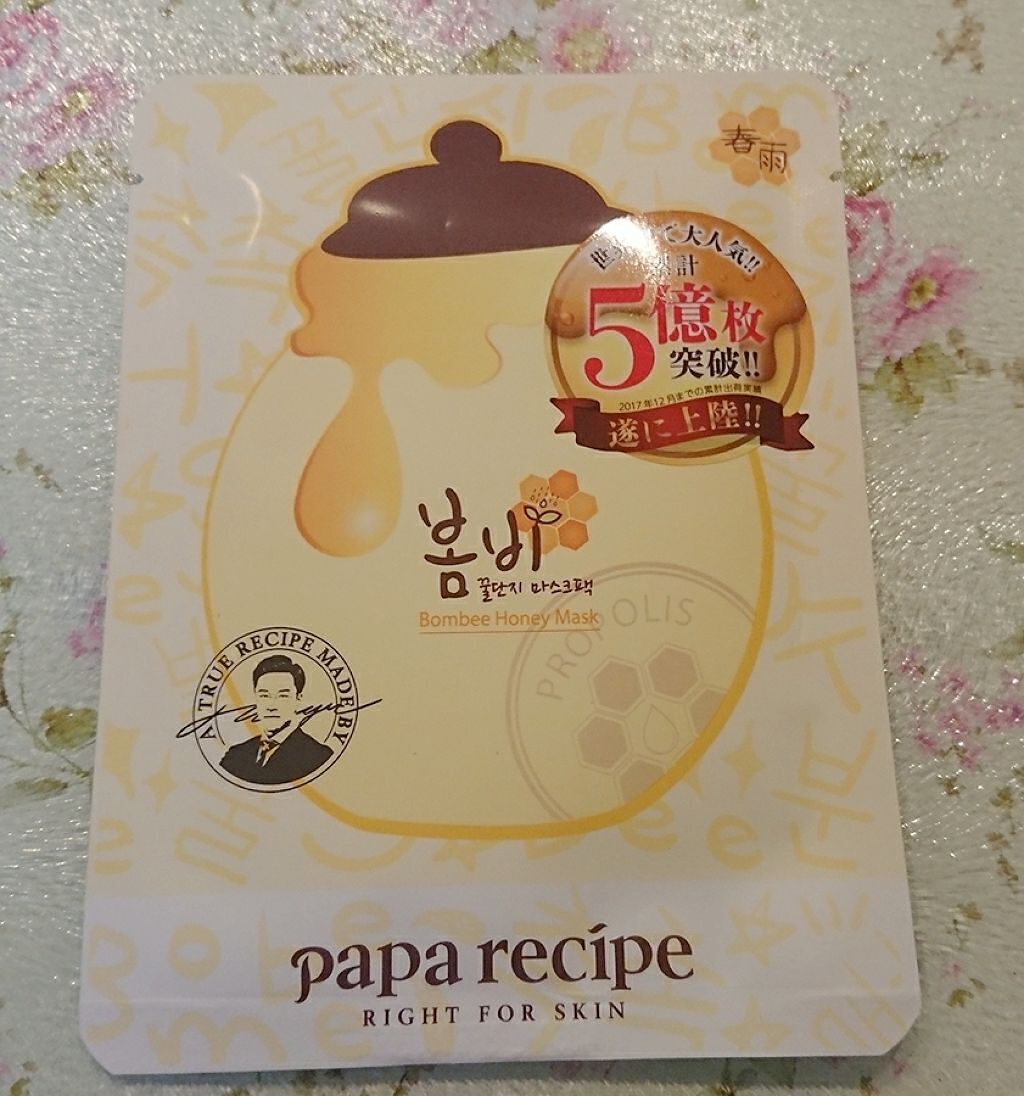 春雨
大人気!!
5億枚
突破!!
2017年12月までの累計出荷実績
遂に上陸!!
봄비
꿀단지 마스크팩
Bombee Honey Mask
PROPOLIS
A TRUE RECIPE MADE BY
papa recipe
RIGHT FOR SKIN